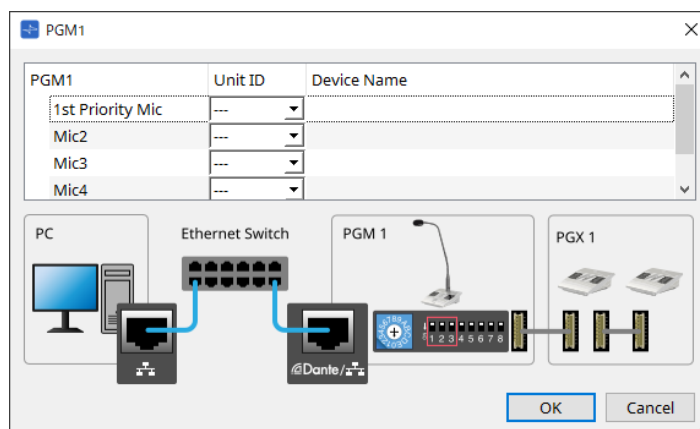 PGM1
PGM1 Unit ID Device Name
1st Priority Mic ---
Mic2 ---
Mic3 ---
Mic4 ---
PC Ethernet Switch PGM 1 PGX 1
1 2 3 4 5 6 7 8
Dante/
OK Cancel